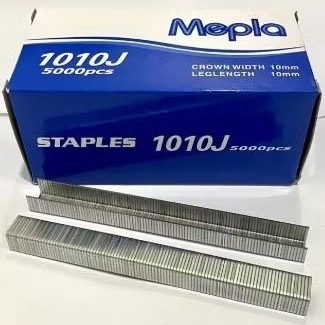 Mepla
1010J
5000pcs
CROWN WIDTH 10mm
LEGLENGTH 10mm
STAPLES 1010J 5000pcs